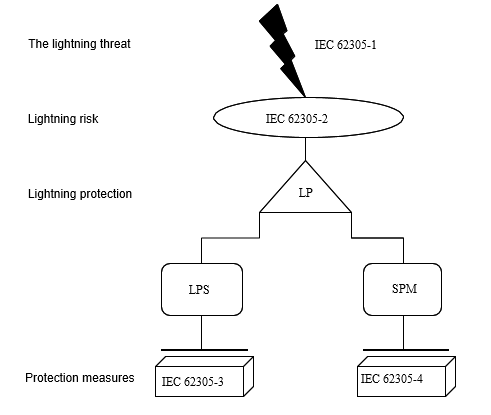 The lightning threat
IEC 62305-1
Lightning risk
IEC 62305-2
Lightning protection
LP
LPS
SPM
Protection measures
IEC 62305-3
IEC 62305-4